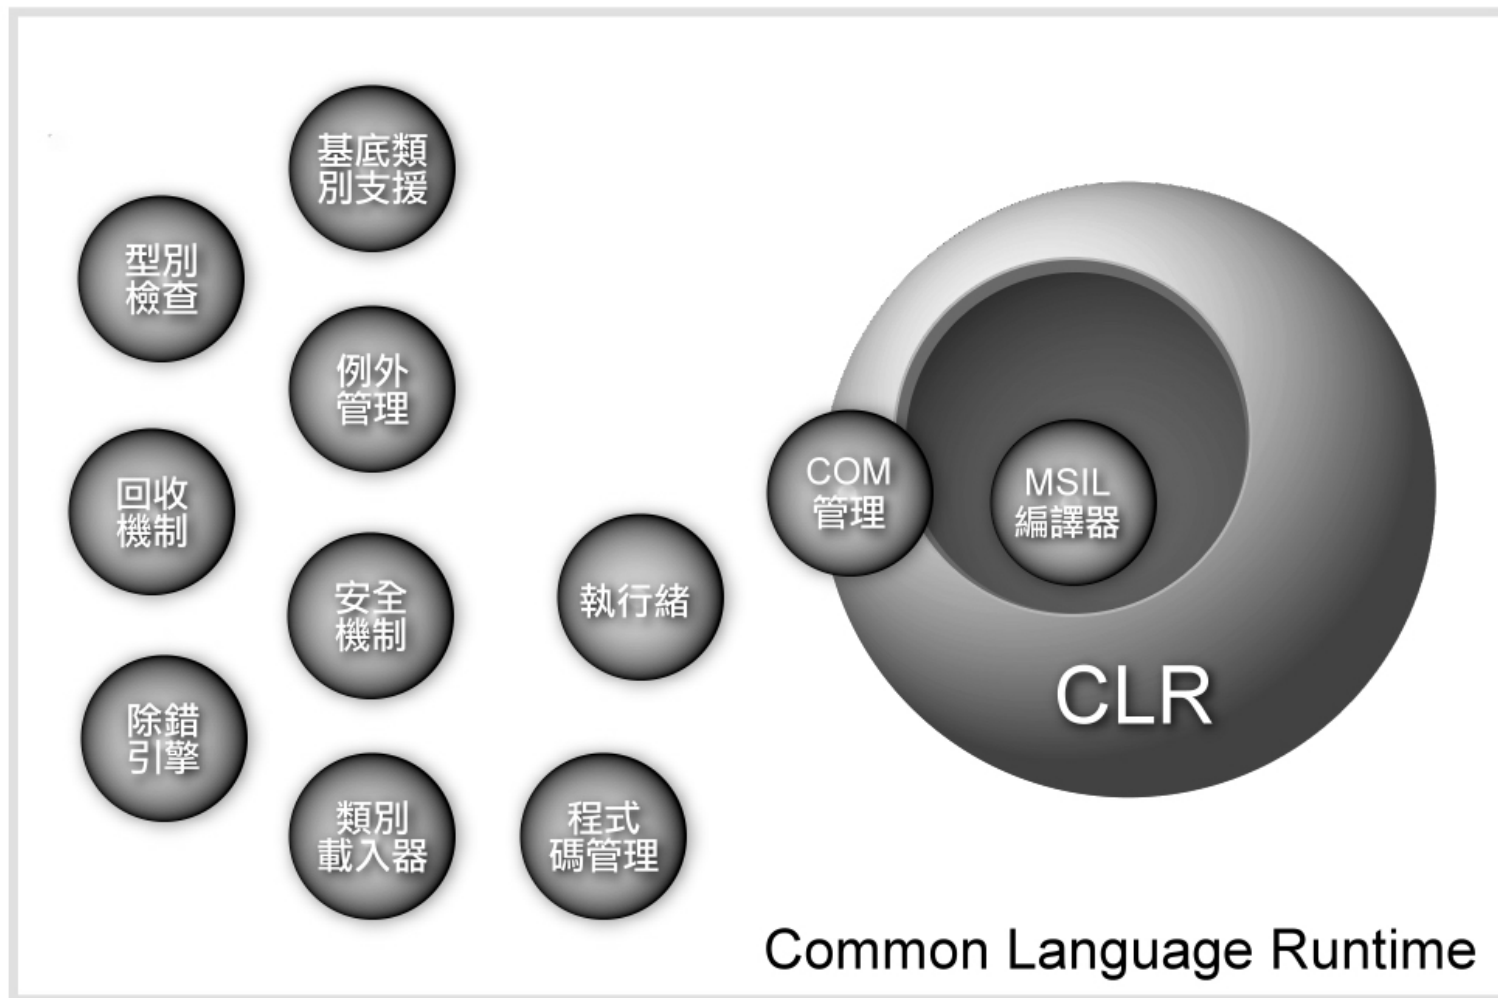 基底類
別支援
型別
檢查
例外
管理
回收
機制
COM
管理
MSIL
編譯器
安全
機制
執行緒
除錯
引擎
CLR
類別
載入器
程式
碼管理
Common Language Runtime